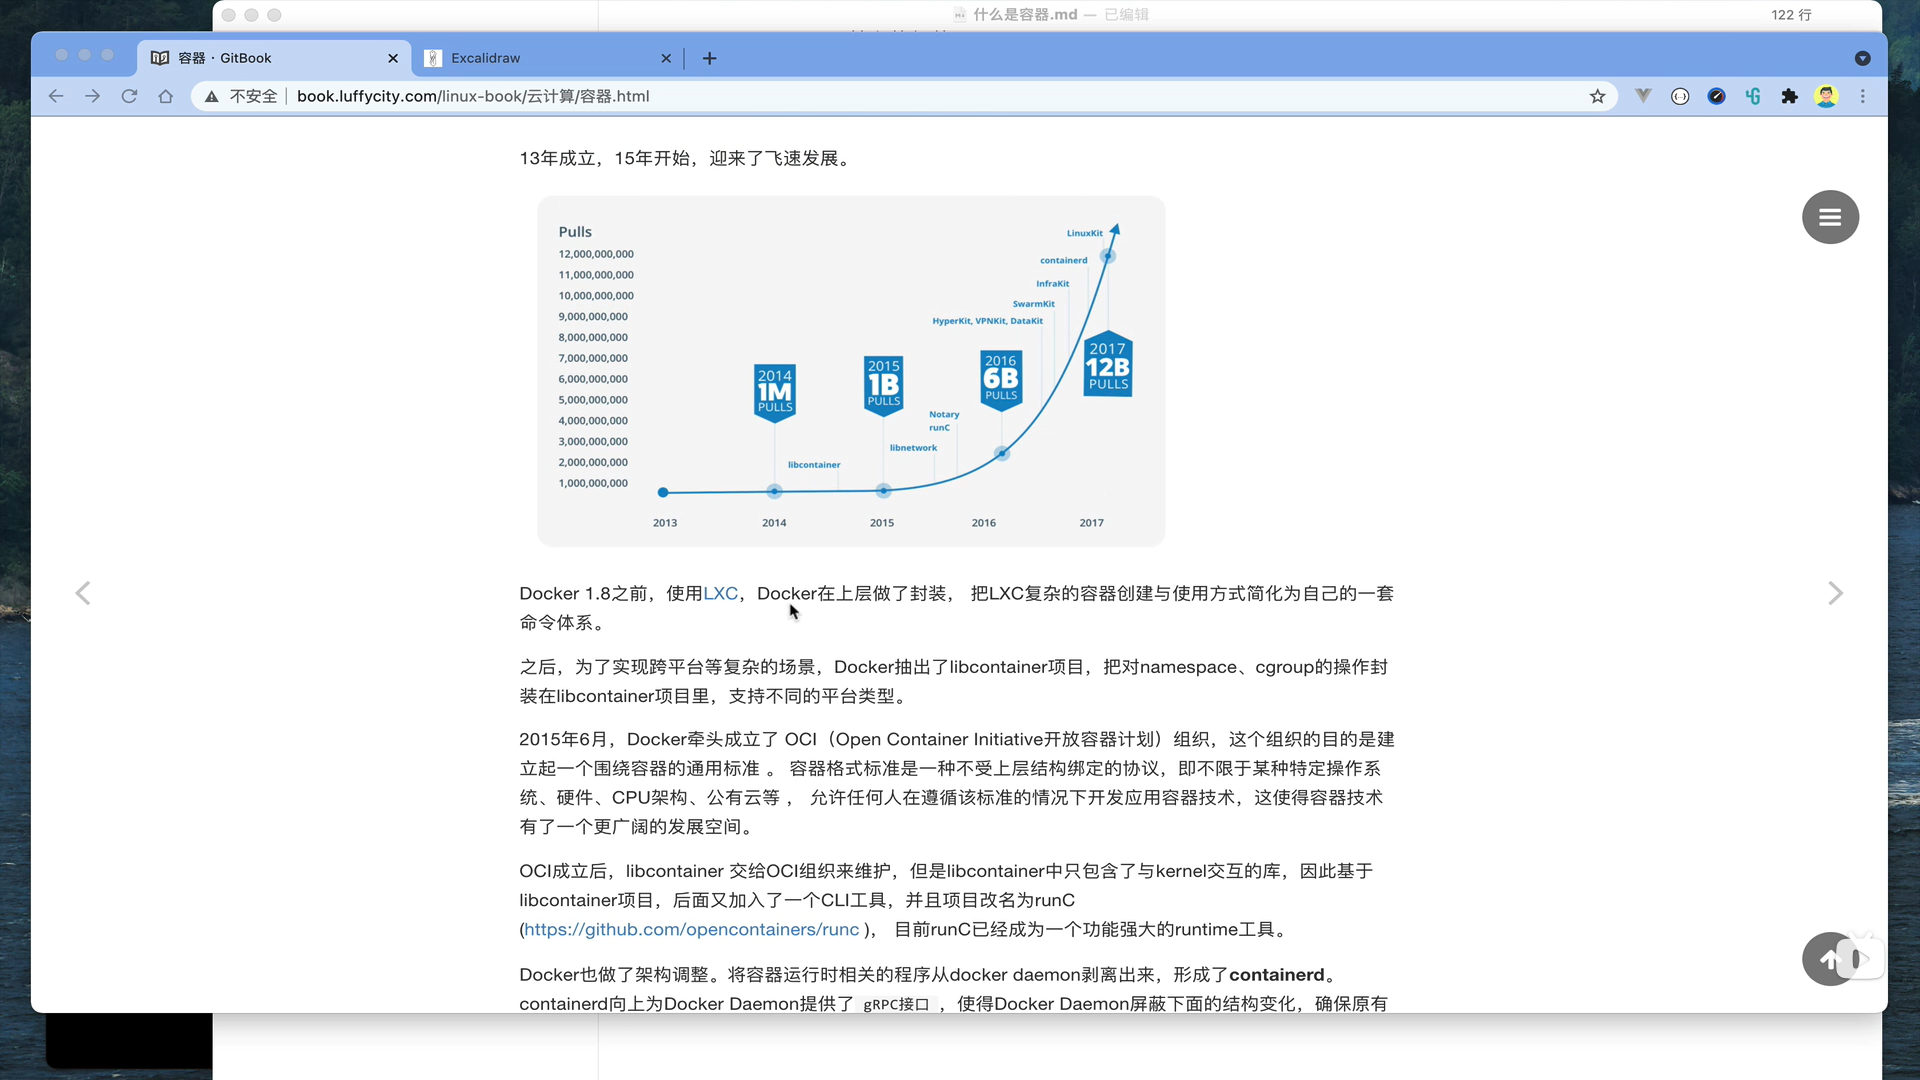 什么是容器.md — 已编辑
122 行
容器 · GitBook
Excalidraw
不安全
book.luffycity.com/linux-book/云计算/容器.html
13年成立，15年开始，迎来了飞速发展。
Pulls
12,000,000,000
11,000,000,000
10,000,000,000
9,000,000,000
8,000,000,000
7,000,000,000
6,000,000,000
5,000,000,000
4,000,000,000
3,000,000,000
2,000,000,000
1,000,000,000
LinuxKit
containerd
InfraKit
SwarmKit
HyperKit, VPNKit, DataKit
2014
1M
PULLS
2015
1B
PULLS
2016
6B
PULLS
2017
12B
PULLS
Notary
runC
libnetwork
libcontainer
2013
2014
2015
2016
2017
Docker 1.8之前，使用LXC，Docker在上层做了封装， 把LXC复杂的容器创建与使用方式简化为自己的一套
命令体系。
之后，为了实现跨平台等复杂的场景，Docker抽出了libcontainer项目，把对namespace、cgroup的操作封
装在libcontainer项目里，支持不同的平台类型。
2015年6月，Docker牵头成立了 OCI（Open Container Initiative开放容器计划）组织，这个组织的目的是建
立起一个围绕容器的通用标准 。 容器格式标准是一种不受上层结构绑定的协议，即不限于某种特定操作系
统、硬件、CPU架构、公有云等 ， 允许任何人在遵循该标准的情况下开发应用容器技术，这使得容器技术
有了一个更广阔的发展空间。
OCI成立后，libcontainer 交给OCI组织来维护，但是libcontainer中只包含了与kernel交互的库，因此基于
libcontainer项目，后面又加入了一个CLI工具，并且项目改名为runC
(https://github.com/opencontainers/runc )， 目前runC已经成为一个功能强大的runtime工具。
Docker也做了架构调整。将容器运行时相关的程序从docker daemon剥离出来，形成了containerd。
containerd向上为Docker Daemon提供了 gRPC接口 ，使得Docker Daemon屏蔽下面的结构变化，确保原有